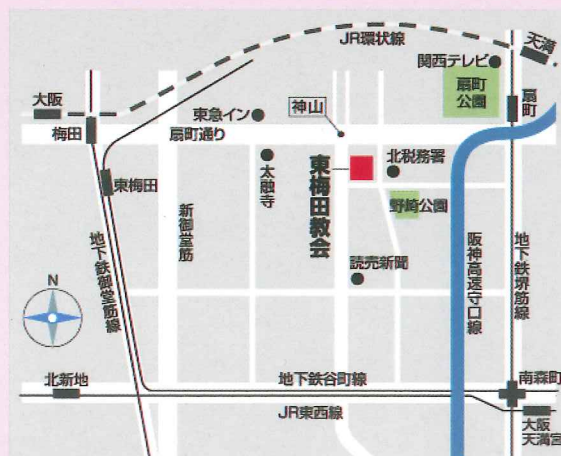 JR環状線
天満
関西テレビ
扇町
公園
扇町
大阪
東急イン
神山
梅田
扇町通り
東梅田
太融寺
東梅田教会
北税務署
野崎公園
新御堂筋
地下鉄御堂筋線
読売新聞
阪神高速守口線
地下鉄堺筋線
N
北新地
地下鉄谷町線
南森町
JR東西線
大阪
天満宮